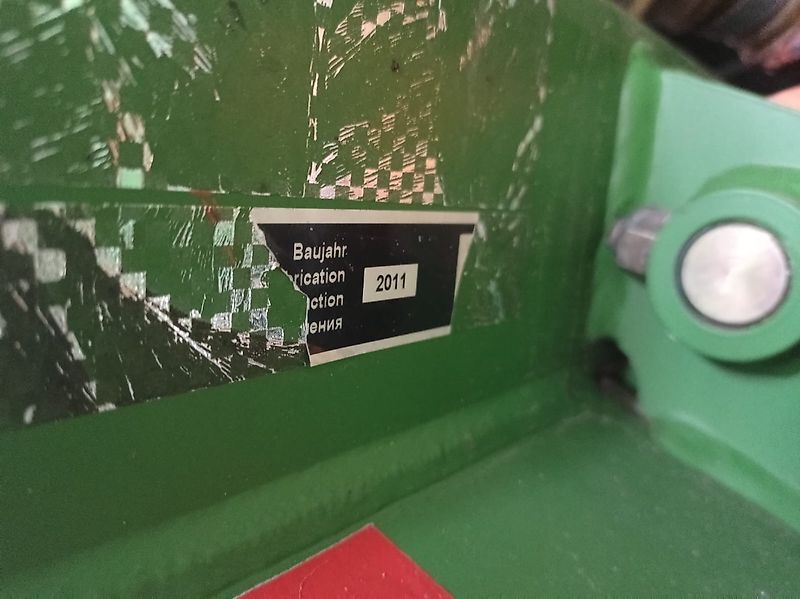 Baujahr
rication
2011
ction
ения